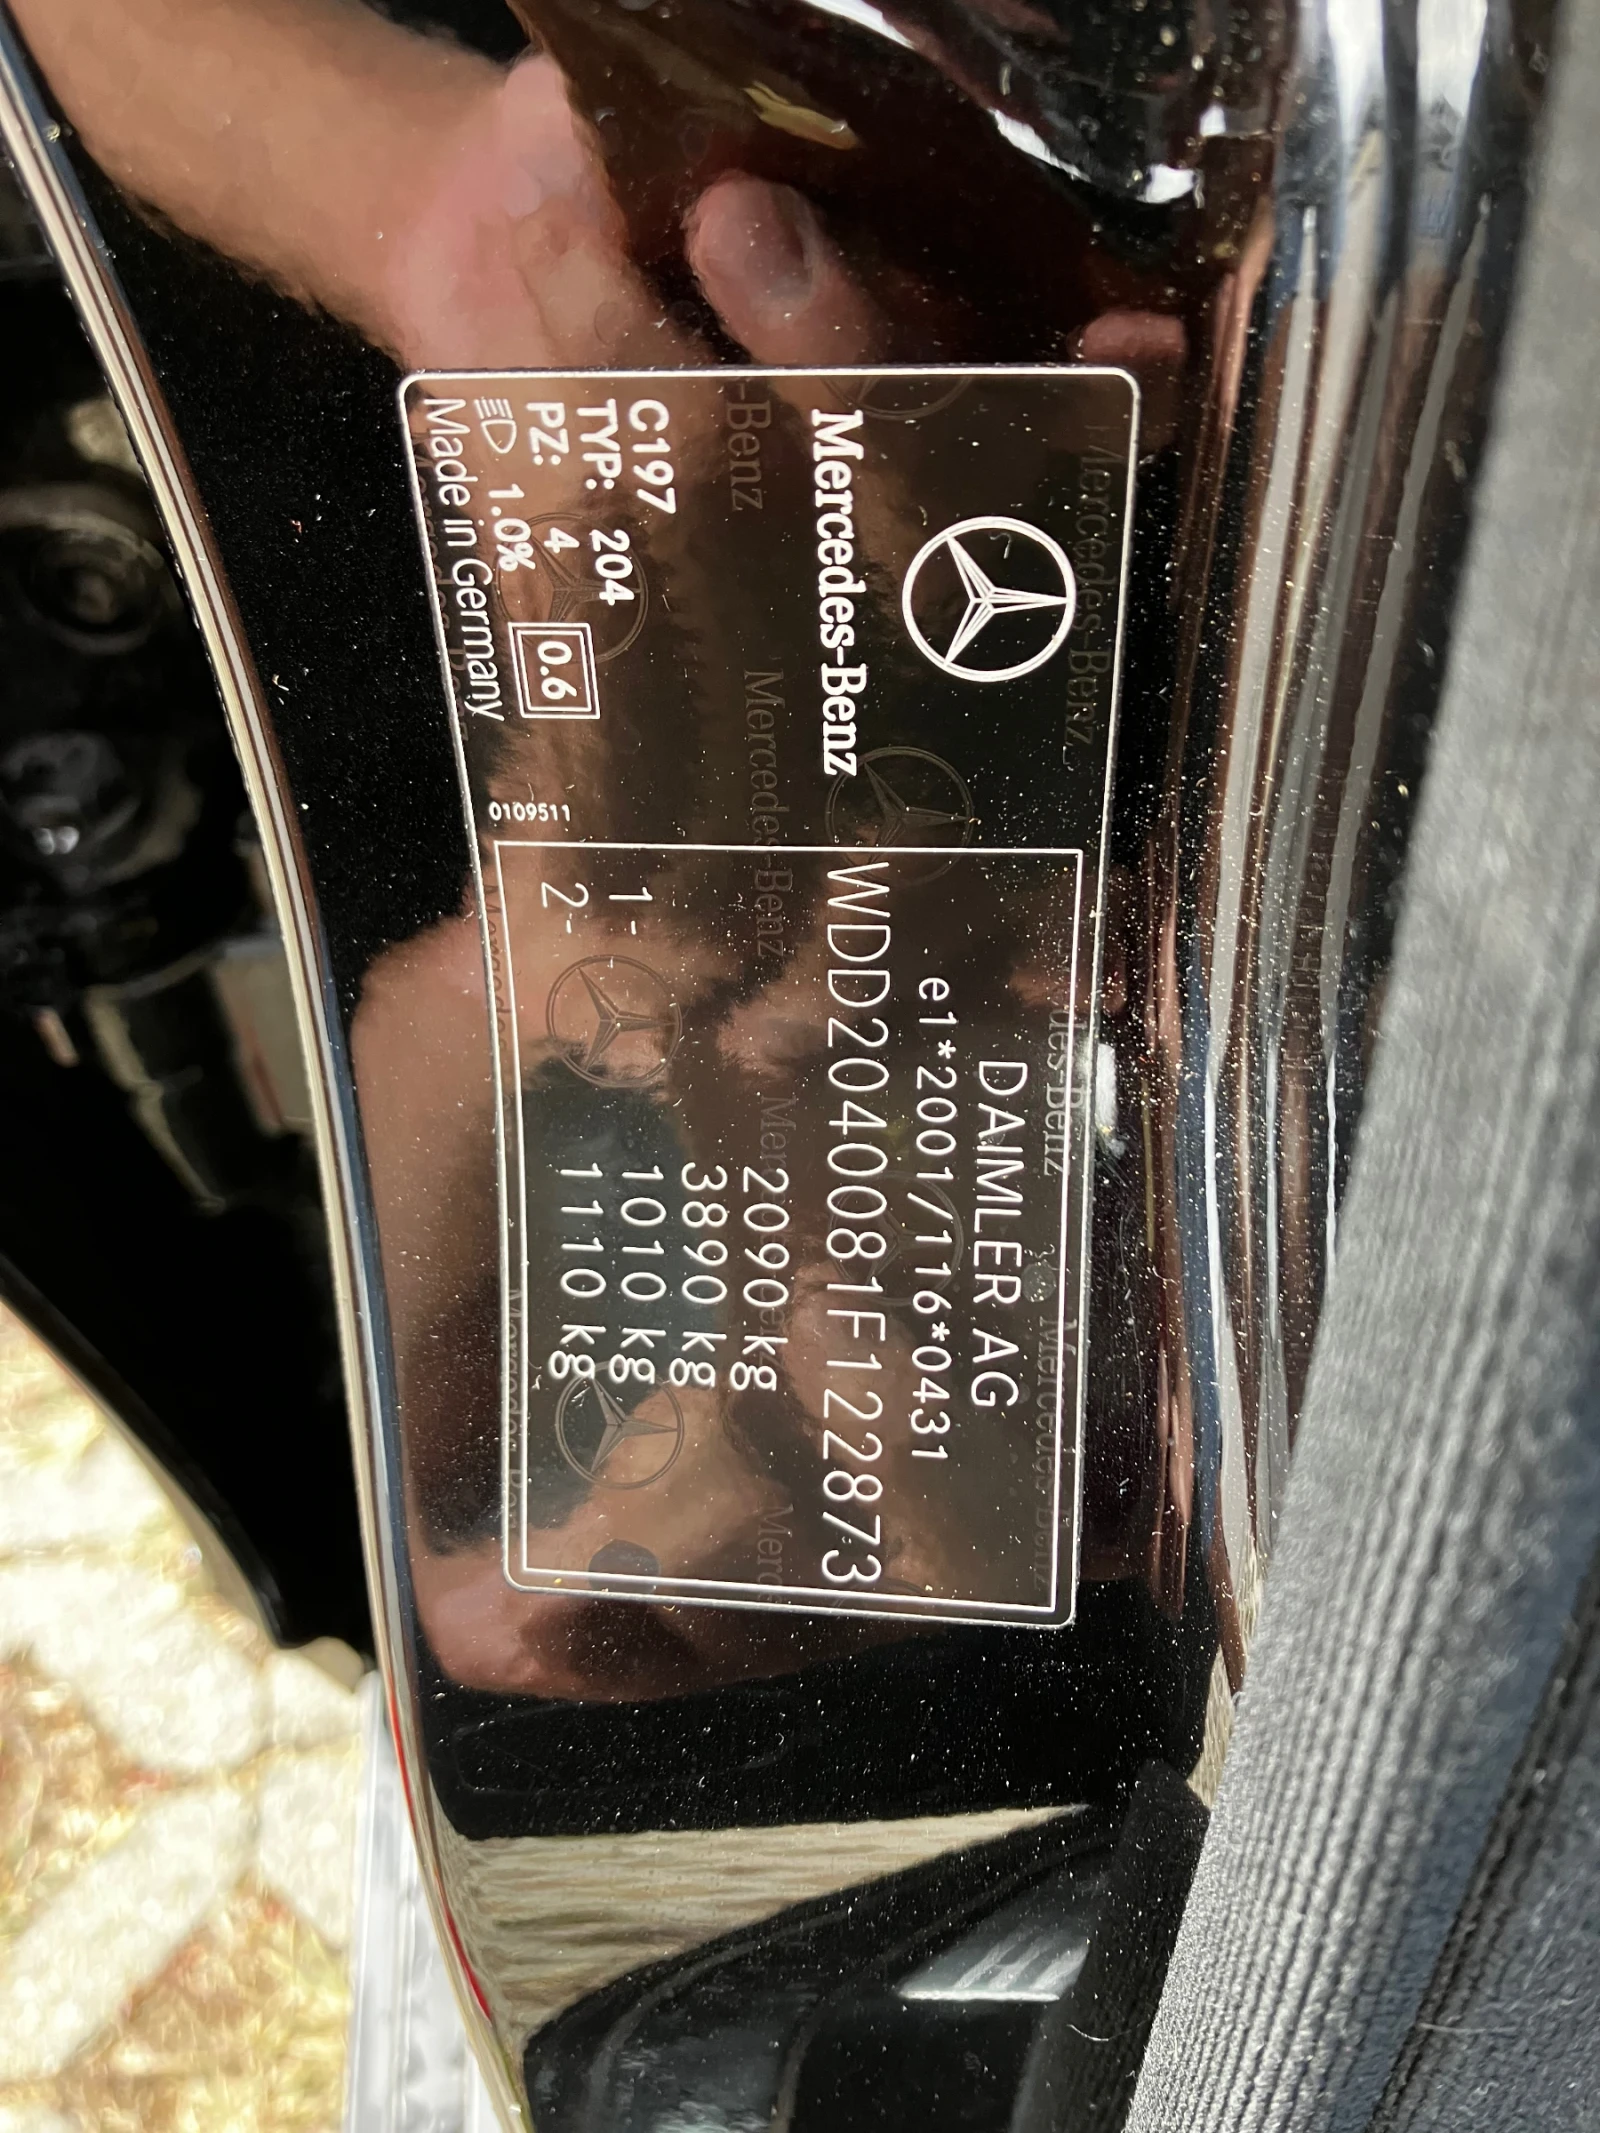 Mercedes-Benz
C197
TYP: 204
PZ: 4
1.0% 0.6
Made in Germany
0109511
DAIMLER AG
e1*2001/116*0431
WDD2040081F122873
2090 kg
3890 kg
1- 1010 kg
2- 1110 kg